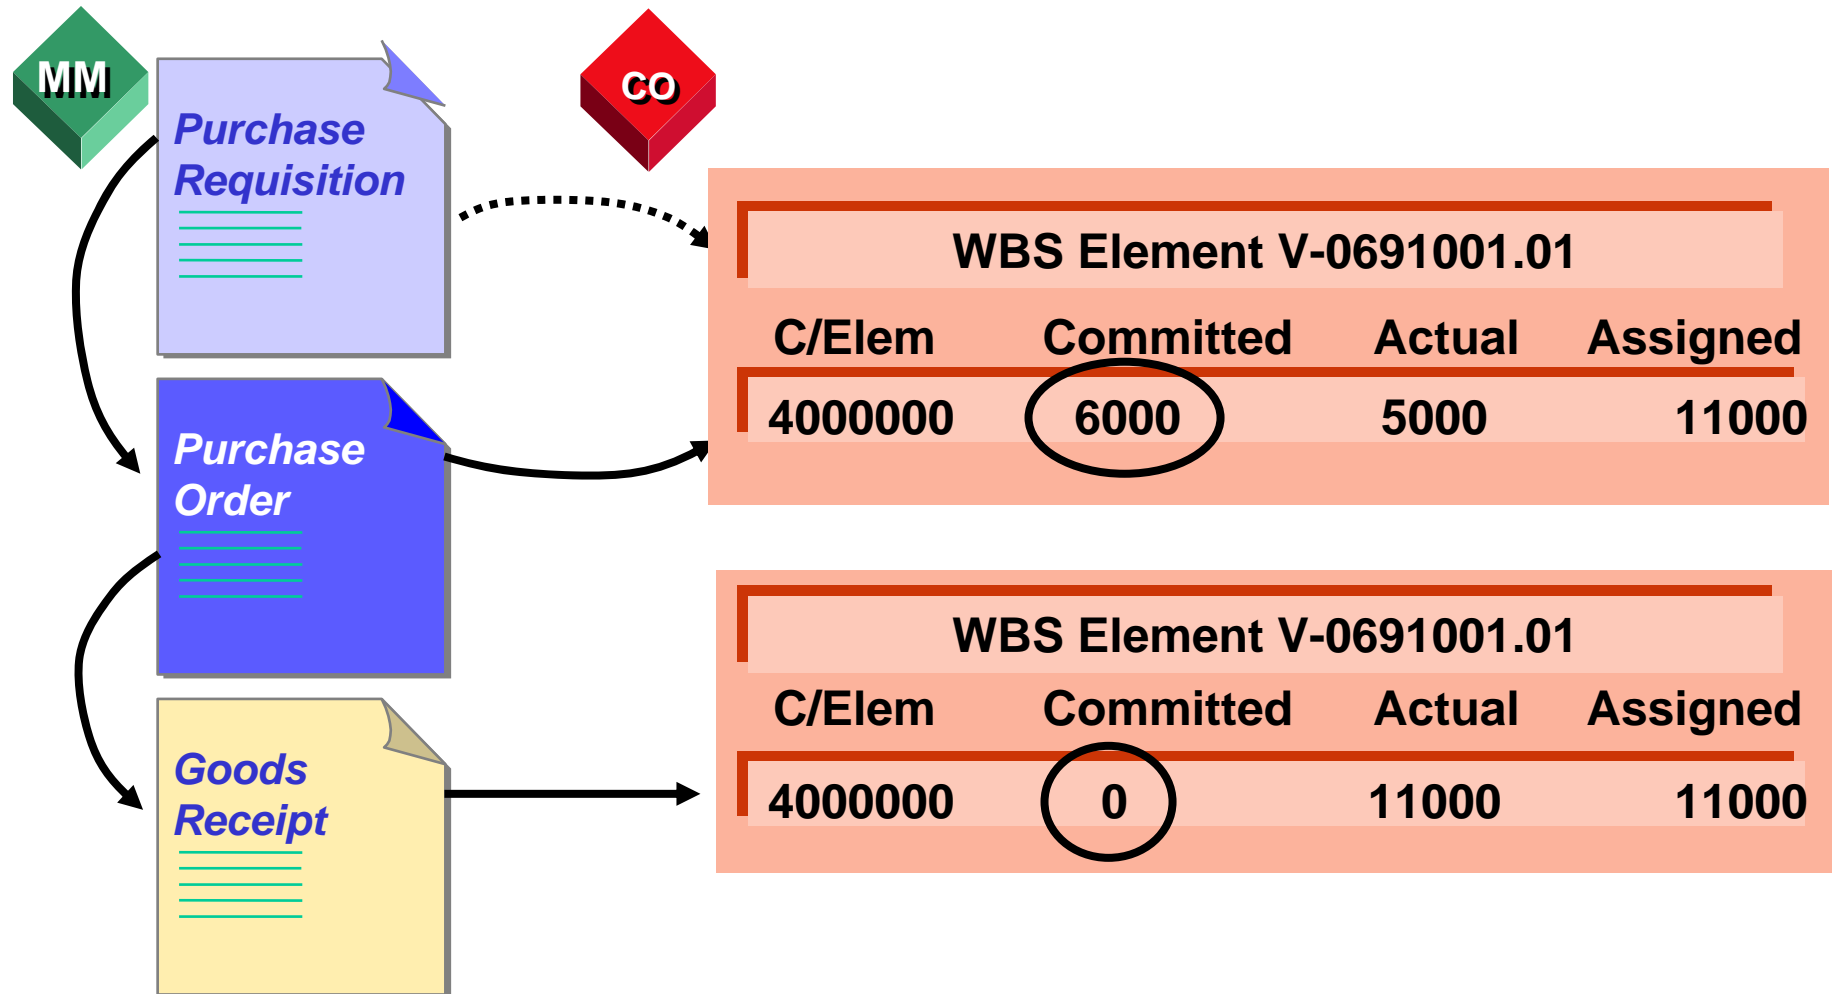 MM
Purchase
Requisition
CO
WBS Element V-0691001.01
C/Elem Committed Actual Assigned
4000000 6000 5000 11000
Purchase
Order
WBS Element V-0691001.01
C/Elem Committed Actual Assigned
4000000 0 11000 11000
Goods
Receipt